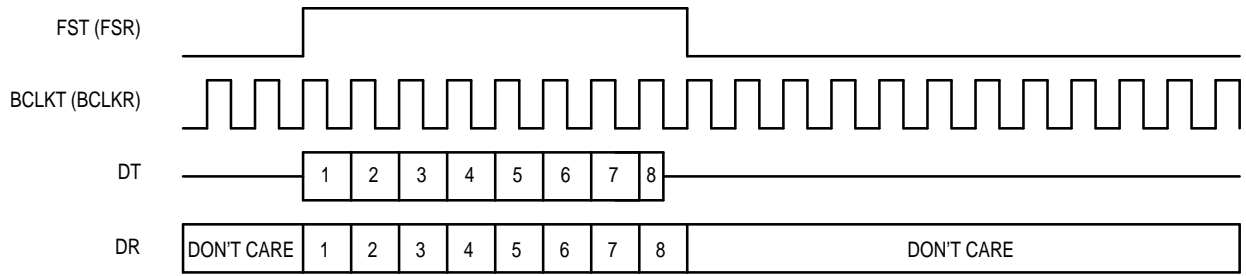 FST (FSR)
BCLKT (BCLKR)
DT 1 2 3 4 5 6 7 8
DR DON'T CARE 1 2 3 4 5 6 7 8 DON'T CARE